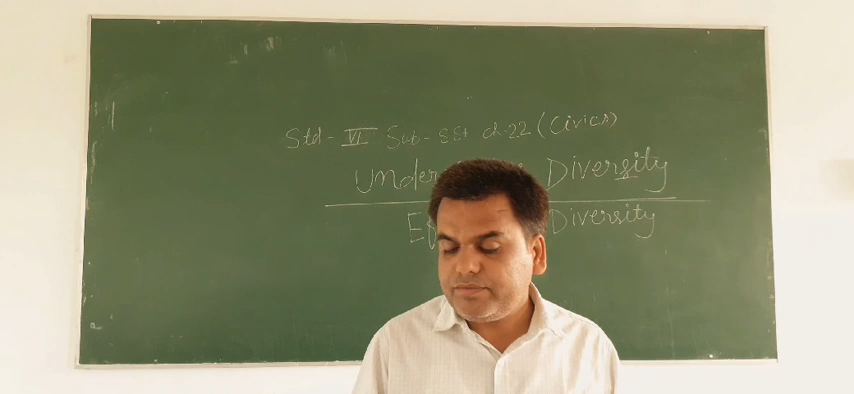 Std - VI Sub - SSt ch-22 (Civics)
Under Diversity
Diversity